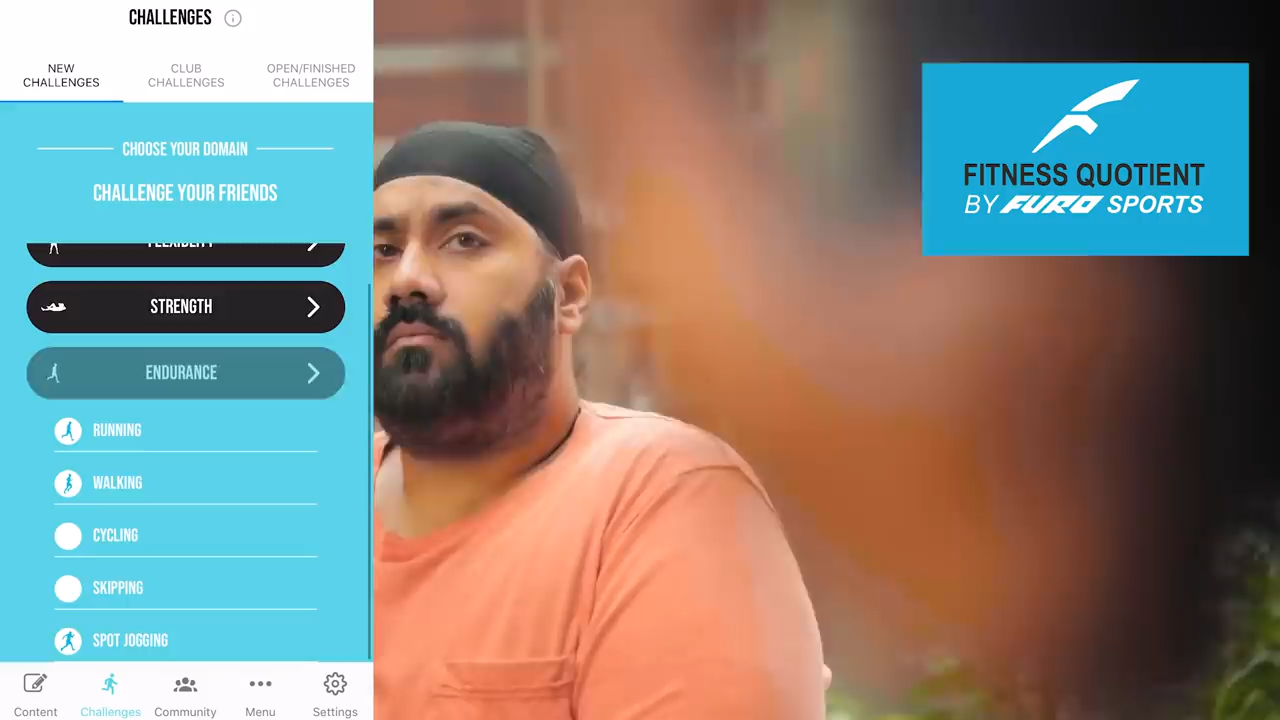 CHALLENGES
NEW
CHALLENGES
CLUB
CHALLENGES
OPEN/FINISHED
CHALLENGES
CHOOSE YOUR DOMAIN
CHALLENGE YOUR FRIENDS
STRENGTH
ENDURANCE
RUNNING
WALKING
CYCLING
SKIPPING
SPOT JOGGING
Content
Challenges
Community
Menu
Settings
FITNESS QUOTIENT
BY FURO SPORTS